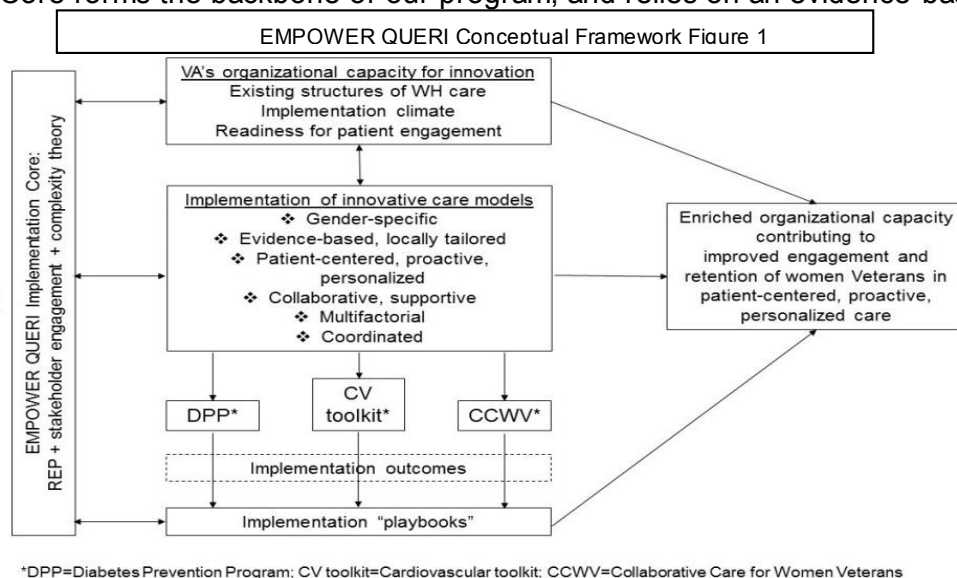 Core forms the backbone of our program, and relies on an evidence-bas
EMPOWER QUERI Conceptual Framework Figure 1
VA's organizational capacity for innovation
Existing structures of WH care
Implementation climate
Readiness for patient engagement
EMPOWER QUERI Implementation Core:
REP + stakeholder engagement + complexity theory
Implementation of innovative care models
❖ Gender-specific
❖ Evidence-based, locally tailored
❖ Patient-centered, proactive,
personalized
❖ Collaborative, supportive
❖ Multifactorial
❖ Coordinated
Enriched organizational capacity
contributing to
improved engagement and
retention of women Veterans in
patient-centered, proactive,
personalized care
DPP*
CV
toolkit*
CCWV*
Implementation outcomes
Implementation “playbooks”
*DPP=Diabetes Prevention Program; CV toolkit=Cardiovascular toolkit; CCWV=Collaborative Care for Women Veterans